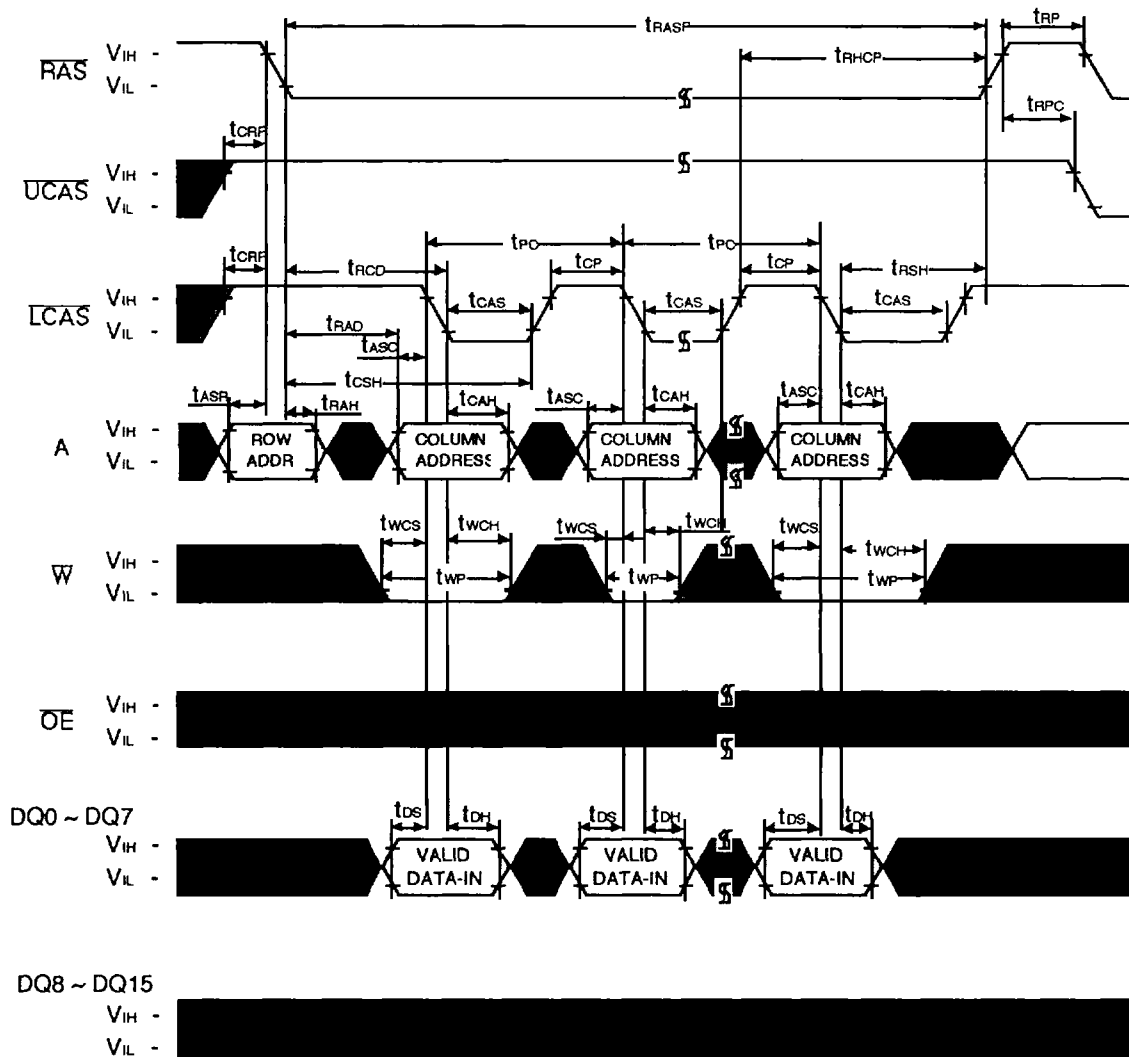 tRASP
tRP
RAS
VIH -
VIL -
tRHCP
tCRP
tRPC
UCAS
VIH -
VIL -
tPC
tPC
tCRP
tRCD
tCP
tCP
tRSH
LCAS
VIH -
VIL -
tCAS
tCAS
tCAS
tRAD
tASC
tCSH
tASR
tRAH
tCAH
tASC
tCAH
tASC
tCAH
A
VIH -
VIL -
ROW
ADDR
COLUMN
ADDRESS
COLUMN
ADDRESS
COLUMN
ADDRESS
tWCS
tWCH
tWCS
tWCH
tWCS
tWCH
W
VIH -
VIL -
tWP
tWP
tWP
OE
VIH -
VIL -
DQ0 ~ DQ7
VIH -
VIL -
tDS
tDH
tDS
tDH
tDS
tDH
VALID
DATA-IN
VALID
DATA-IN
VALID
DATA-IN
DQ8 ~ DQ15
VIH -
VIL -